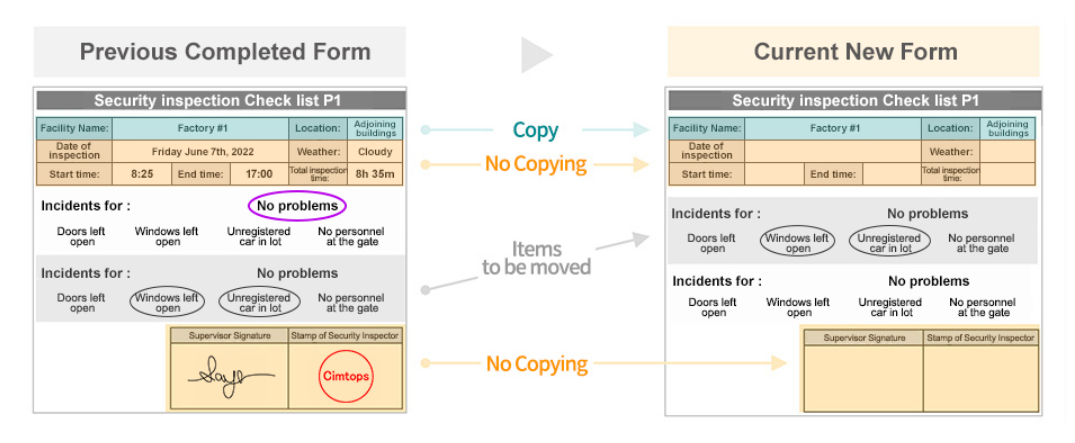 Previous Completed Form
Current New Form
Security inspection Check list P1
Facility Name: Factory #1 Location: Adjoining buildings
Date of inspection Friday June 7th, 2022 Weather: Cloudy
Start time: 8:25 End time: 17:00 Total inspection time: 8h 35m
Incidents for : No problems
Doors left open Windows left open Unregistered car in lot No personnel at the gate
Incidents for : No problems
Doors left open Windows left open Unregistered car in lot No personnel at the gate
Supervisor Signature Stamp of Security Inspector
Cimtops
Copy
No Copying
Items
to be moved
No Copying
Security inspection Check list P1
Facility Name: Factory #1 Location: Adjoining buildings
Date of inspection Weather:
Start time: End time: Total inspection time:
Incidents for : No problems
Doors left open Windows left open Unregistered car in lot No personnel at the gate
Incidents for : No problems
Doors left open Windows left open Unregistered car in lot No personnel at the gate
Supervisor Signature Stamp of Security Inspector